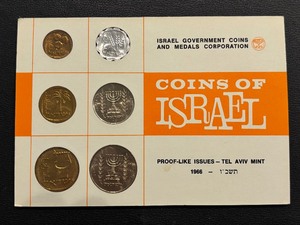 ISRAEL GOVERNMENT COINS
AND MEDALS CORPORATION
COINS OF
ISRAEL
PROOF-LIKE ISSUES – TEL AVIV MINT
1966 – תשכ"ו